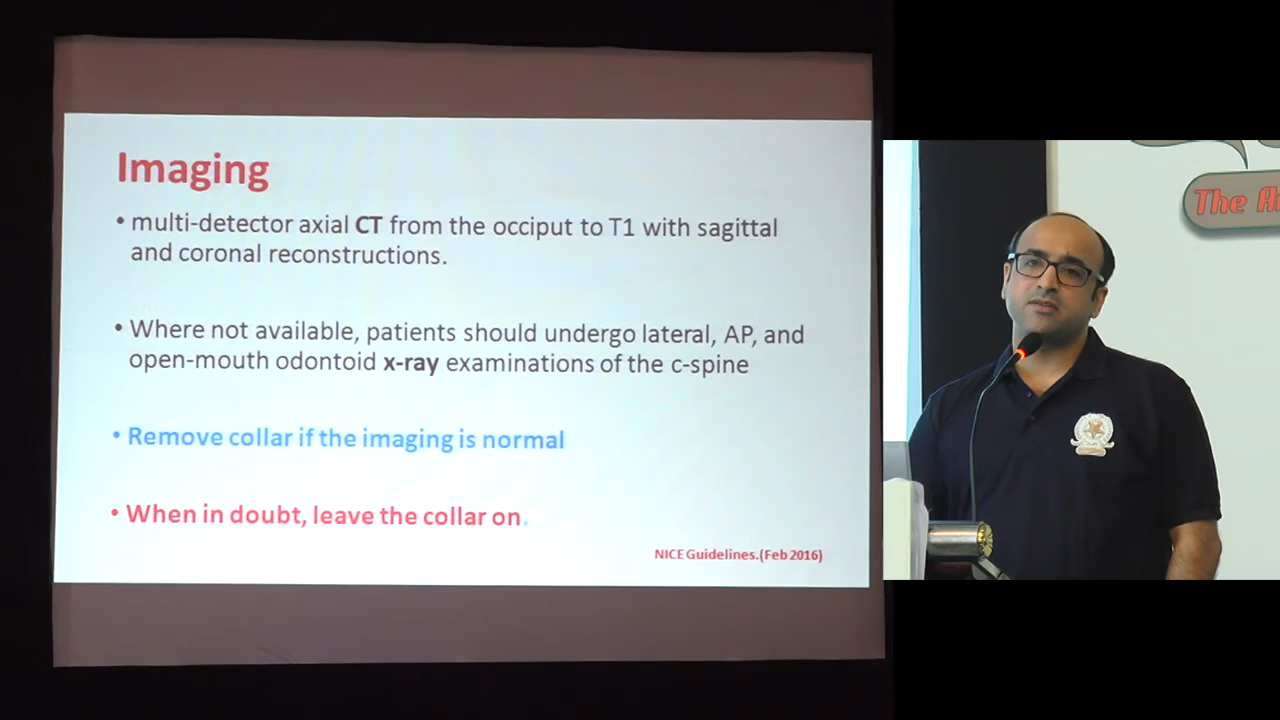 Imaging
• multi-detector axial CT from the occiput to T1 with sagittal
and coronal reconstructions.
• Where not available, patients should undergo lateral, AP, and
open-mouth odontoid x-ray examinations of the c-spine
• Remove collar if the imaging is normal
• When in doubt, leave the collar on.
NICE Guidelines.(Feb 2016)
The